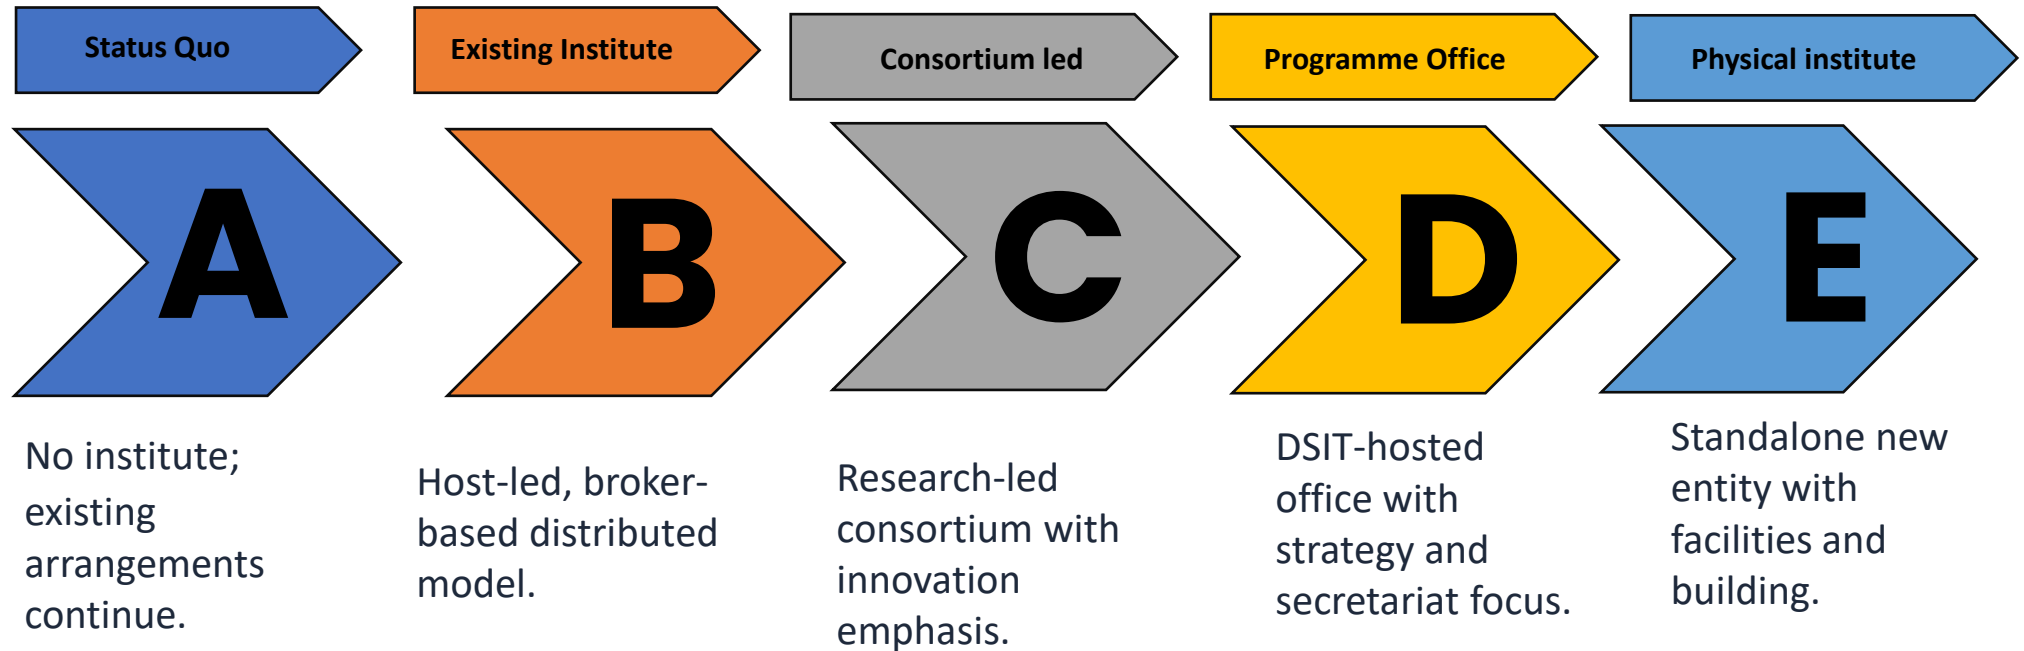 Status Quo
Existing Institute
Consortium led
Programme Office
Physical institute
A
B
C
D
E
No institute;
existing
arrangements
continue.
Host-led, broker-
based distributed
model.
Research-led
consortium with
innovation
emphasis.
DSIT-hosted
office with
strategy and
secretariat focus.
Standalone new
entity with
facilities and
building.